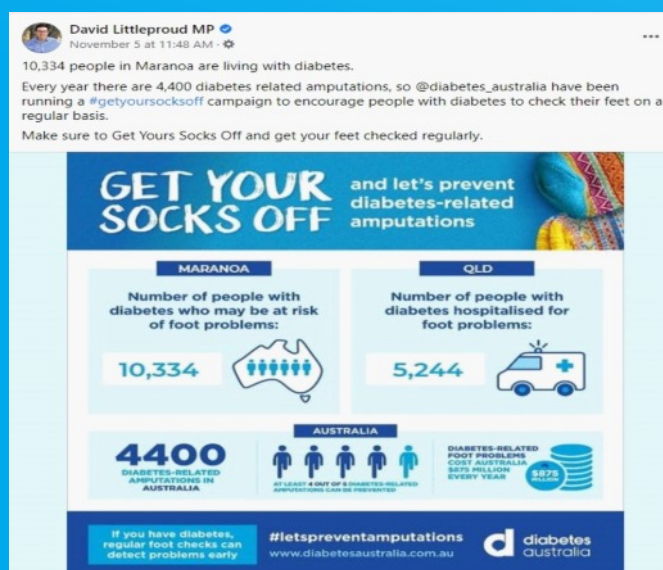 David Littleproud MP
November 5 at 11:48 AM ·
10,334 people in Maranoa are living with diabetes.
Every year there are 4,400 diabetes related amputations, so @diabetes_australia have been
running a #getyoursocksoff campaign to encourage people with diabetes to check their feet on a
regular basis.
Make sure to Get Yours Socks Off and get your feet checked regularly.
GET YOUR
SOCKS OFF
and let's prevent
diabetes-related
amputations
MARANOA
Number of people with
diabetes who may be at risk
of foot problems:
10,334
QLD
Number of people with
diabetes hospitalised for
foot problems:
5,244
AUSTRALIA
4400
DIABETES-RELATED
AMPUTATIONS IN
AUSTRALIA
AT LEAST 4 OUT OF 5 DIABETES-RELATED
AMPUTATIONS CAN BE PREVENTED
DIABETES-RELATED
FOOT PROBLEMS
COST AUSTRALIA
$875 MILLION
EVERY YEAR
$875
MILLION
If you have diabetes,
regular foot checks can
detect problems early
#letspreventamputations
www.diabetesaustralia.com.au
diabetes
australia